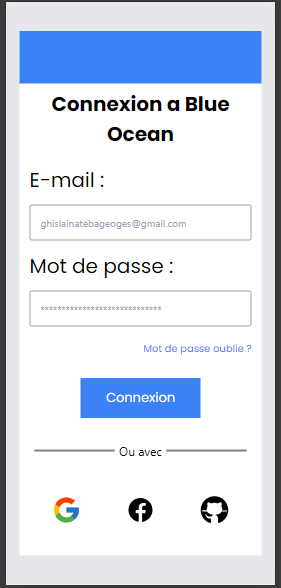 Connexion a Blue
Ocean
E-mail :
ghislainatebageoges@gmail.com
Mot de passe :
******************************
Mot de passe oublie ?
Connexion
Ou avec